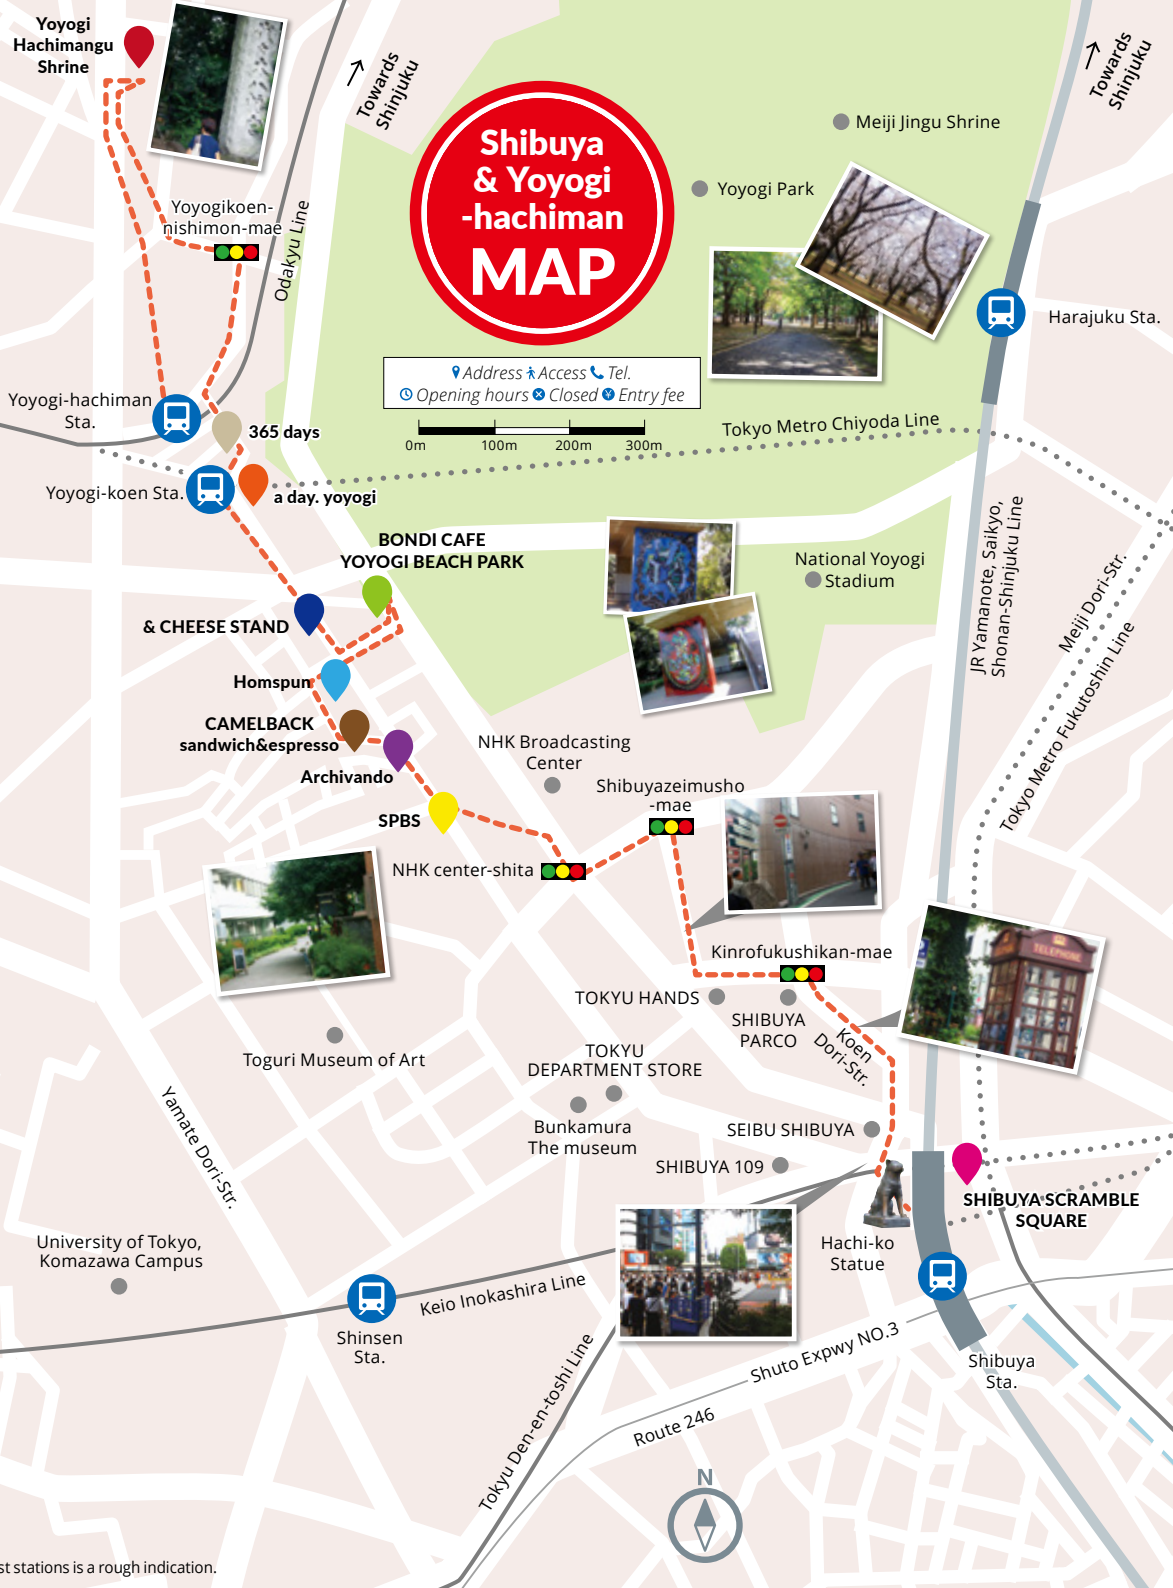 Yoyogi
Hachimangu
Shrine
Towards
Shinjuku
Towards
Shinjuku
Shibuya
& Yoyogi
-hachiman
MAP
Meiji Jingu Shrine
Yoyogi Park
Yoyogikoen-
nishimon-mae
Odakyu Line
Harajuku Sta.
Address Access Tel.
Opening hours Closed Entry fee
0m 100m 200m 300m
Yoyogi-hachiman
Sta.
365 days
Tokyo Metro Chiyoda Line
Yoyogi-koen Sta.
a day. yoyogi
BONDI CAFE
YOYOGI BEACH PARK
National Yoyogi
Stadium
JR Yamanote, Saikyo,
Shonan-Shinjuku Line
Meiji Dori-Str.
Tokyo Metro Fukutoshin Line
& CHEESE STAND
Homspun
CAMELBACK
sandwich&espresso
Archivando
NHK Broadcasting
Center
Shibuyazeimusho
-mae
SPBS
NHK center-shita
Kinrofukushikan-mae
TELEPHONE
TOKYU HANDS
SHIBUYA
PARCO
Koen
Dori-Str.
Toguri Museum of Art
TOKYU
DEPARTMENT STORE
Bunkamura
The museum
SEIBU SHIBUYA
SHIBUYA 109
Yamate Dori-Str.
SHIBUYA SCRAMBLE
SQUARE
Hachi-ko
Statue
University of Tokyo,
Komazawa Campus
Keio Inokashira Line
Shinsen
Sta.
Shuto Expwy NO.3
Shibuya
Sta.
Tokyu Den-en-toshi Line
Route 246
N
st stations is a rough indication.